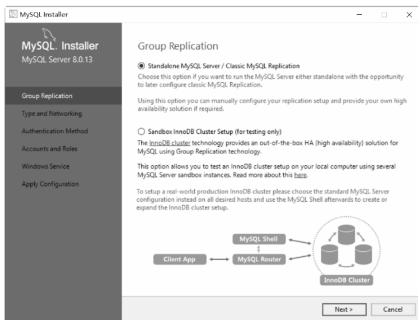 MySQL Installer
MySQL. Installer
MySQL Server 8.0.13
Group Replication
Type and Networking
Authentication Method
Accounts and Roles
Windows Service
Apply Configuration
Group Replication
Standalone MySQL Server / Classic MySQL Replication
Choose this option if you want to run the MySQL Server either standalone with the opportunity
to later configure classic MySQL Replication.
Using this option you can manually configure your replication setup and provide your own high
availability solution if required.
Sandbox InnoDB Cluster Setup (for testing only)
The InnoDB cluster technology provides an out-of-the-box HA (high availability) solution for
MySQL using Group Replication technology.
This option allows you to test an InnoDB cluster setup on your local computer using several
MySQL Server sandbox instances. Read more about this here.
To setup a real-world production InnoDB cluster please choose the standard MySQL Server
configuration instead on all desired hosts and use the MySQL Shell afterwards to create or
expand the InnoDB cluster setup.
MySQL Shell
Client App
MySQL Router
InnoDB Cluster
Next >
Cancel